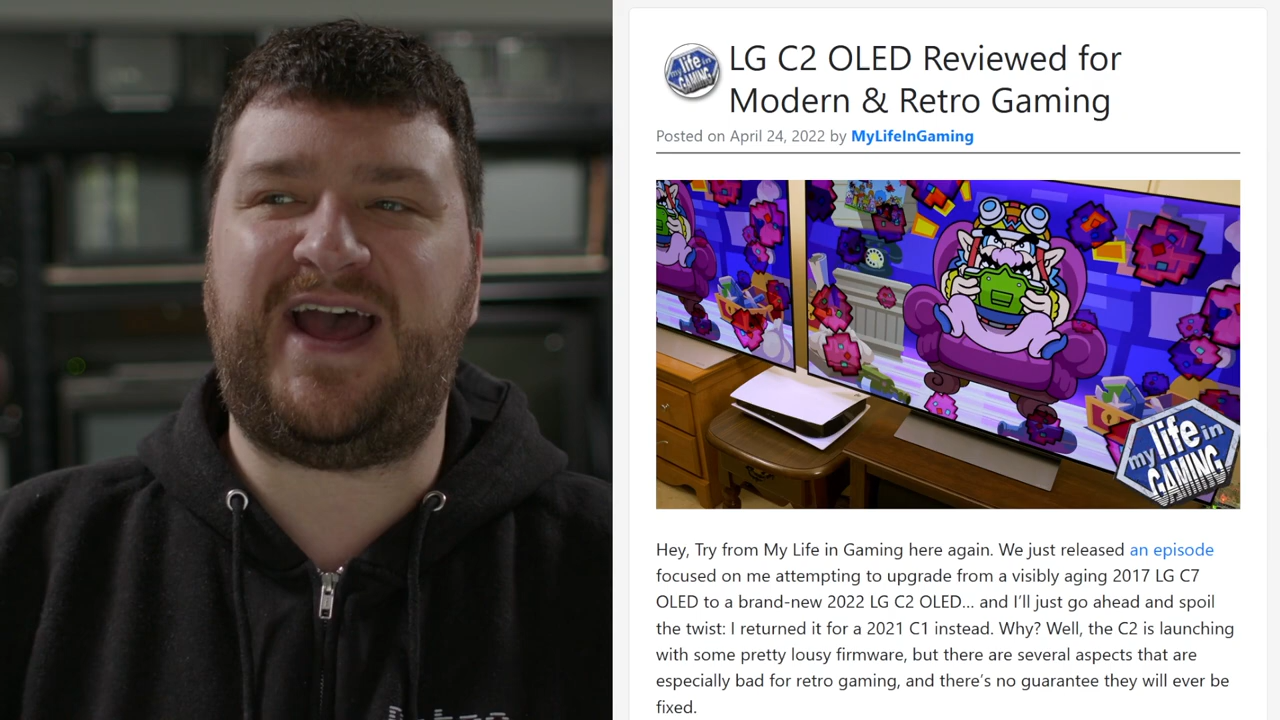 my life in GAMING
LG C2 OLED Reviewed for
Modern & Retro Gaming
Posted on April 24, 2022 by MyLifeInGaming
my life in GAMING
Hey, Try from My Life in Gaming here again. We just released an episode
focused on me attempting to upgrade from a visibly aging 2017 LG C7
OLED to a brand-new 2022 LG C2 OLED… and I’ll just go ahead and spoil
the twist: I returned it for a 2021 C1 instead. Why? Well, the C2 is launching
with some pretty lousy firmware, but there are several aspects that are
especially bad for retro gaming, and there’s no guarantee they will ever be
fixed.